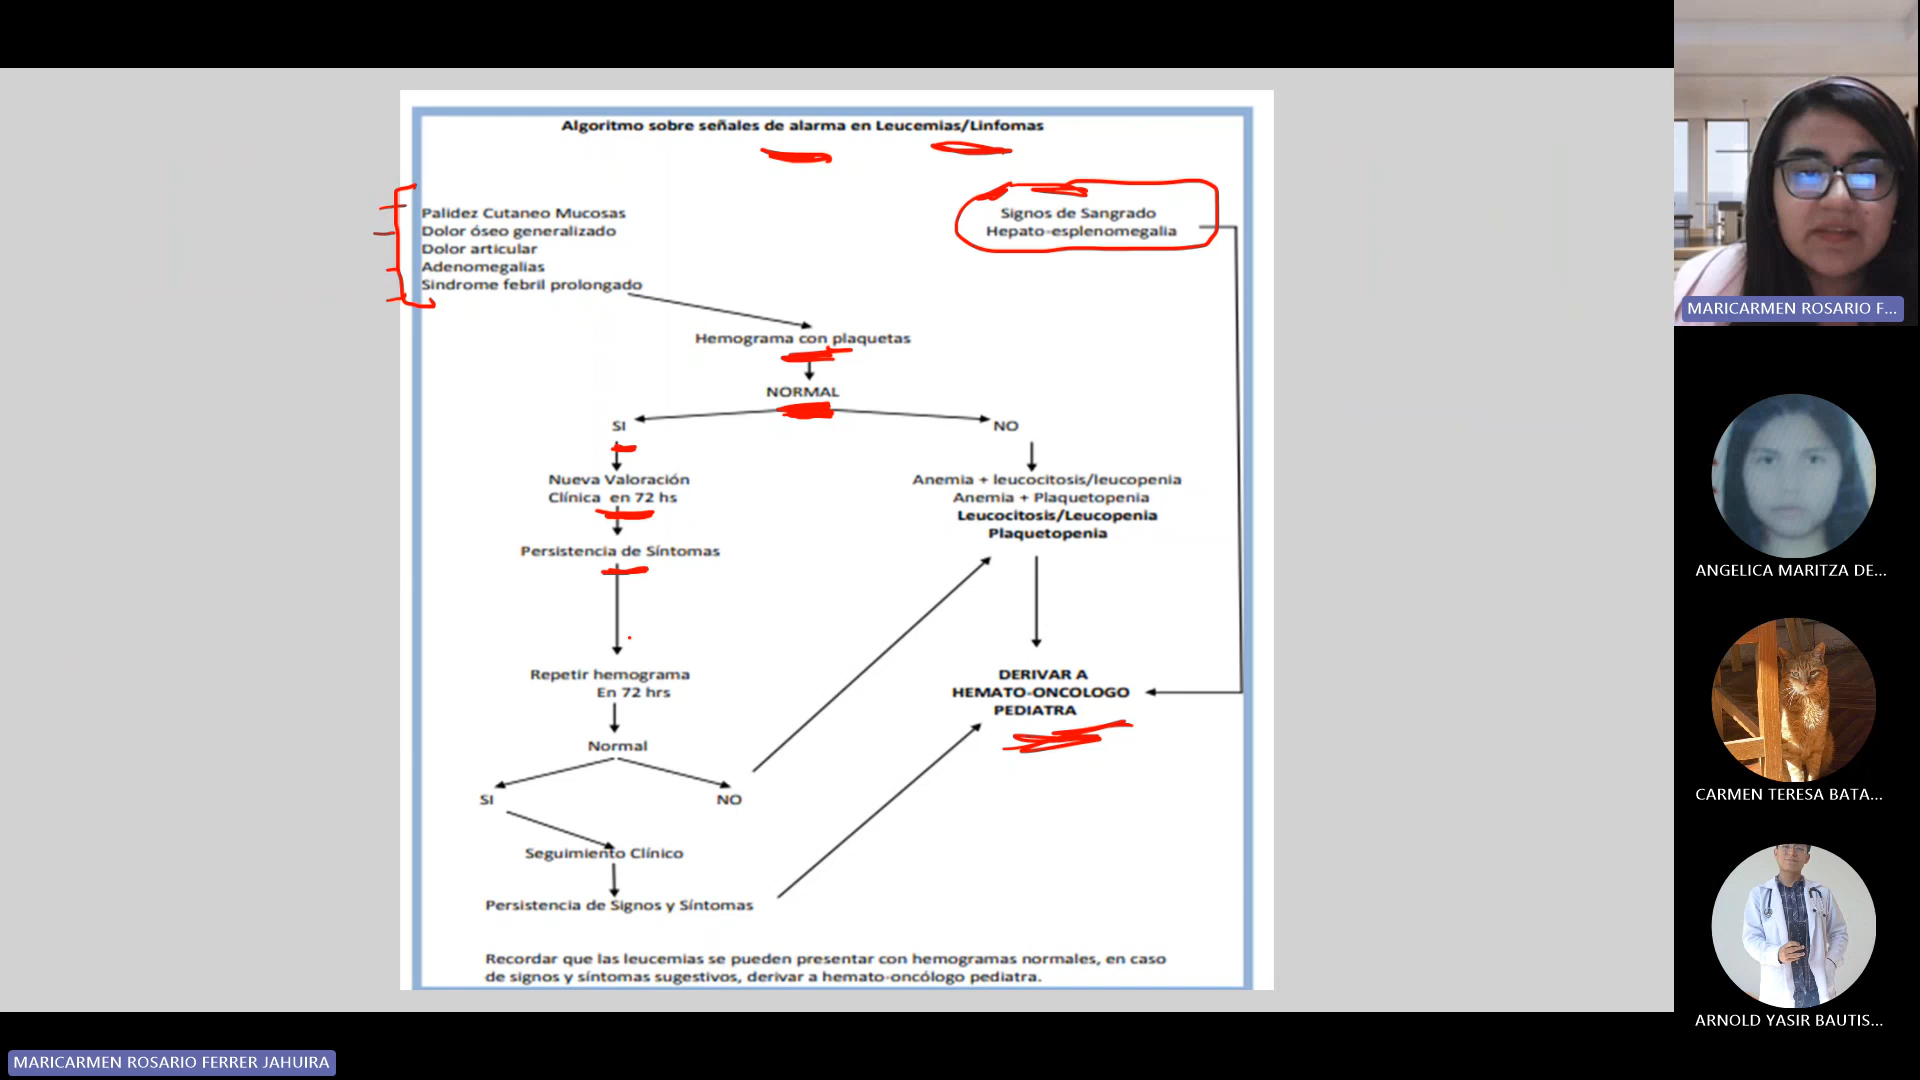 Algoritmo sobre señales de alarma en Leucemias/Linfomas
Palidez Cutaneo Mucosas
Dolor óseo generalizado
Dolor articular
Adenomegalias
Sindrome febril prolongado
Signos de Sangrado
Hepato-esplenomegalia
Hemograma con plaquetas
NORMAL
SI
NO
Nueva Valoración
Clínica en 72 hs
Anemia + leucocitosis/leucopenia
Anemia + Plaquetopenia
Leucocitosis/Leucopenia
Plaquetopenia
Persistencia de Síntomas
Repetir hemograma
En 72 hrs
DERIVAR A
HEMATO-ONCOLOGO
PEDIATRA
Normal
SI
NO
Seguimiento Clínico
Persistencia de Signos y Síntomas
Recordar que las leucemias se pueden presentar con hemogramas normales, en caso
de signos y síntomas sugestivos, derivar a hemato-oncólogo pediatra.
MARICARMEN ROSARIO F...
ANGELICA MARITZA DE...
CARMEN TERESA BATA...
ARNOLD YASIR BAUTIS...
MARICARMEN ROSARIO FERRER JAHUIRA